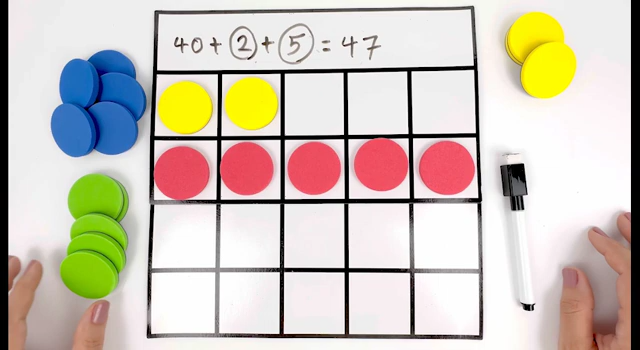 40 + 2 + 5 = 47